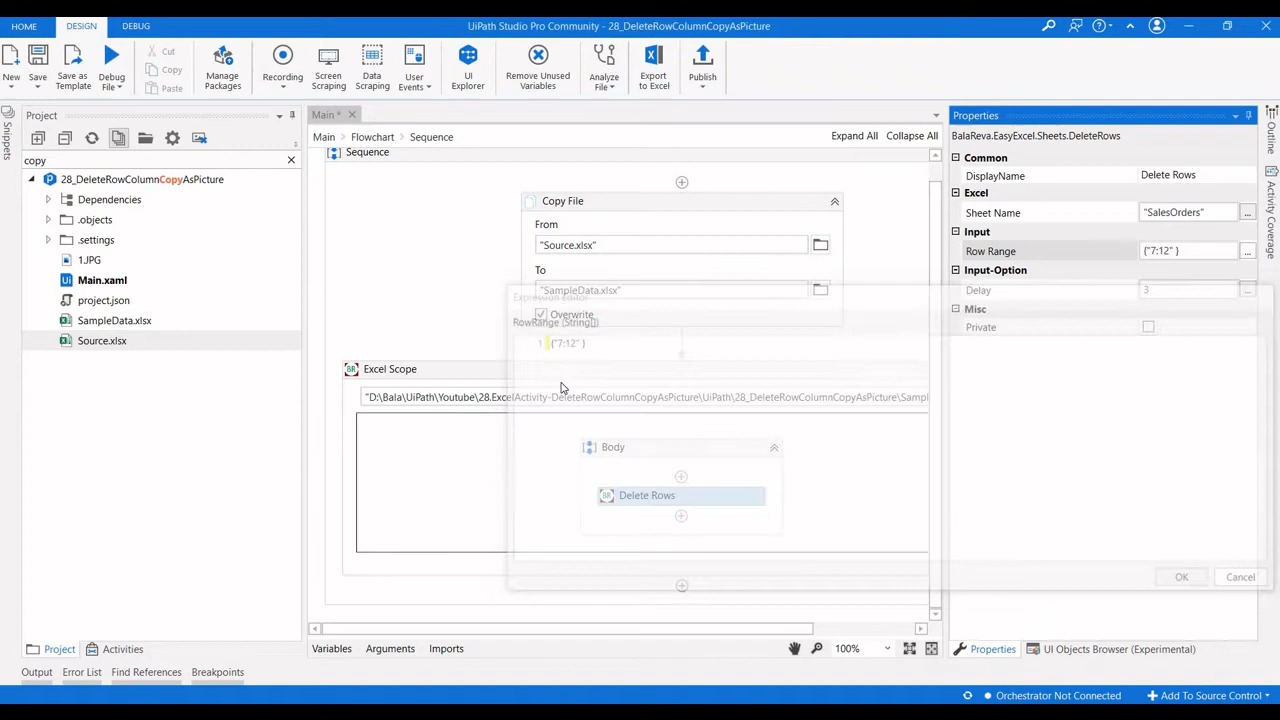 HOME DESIGN DEBUG UiPath Studio Pro Community - 28_DeleteRowColumnCopyAsPicture
New Save Save as Template Debug File Cut Copy Paste Manage Packages Recording Screen Scraping Data Scraping User Events UI Explorer Remove Unused Variables Analyze File Export to Excel Publish
Snippets
Project
copy
28_DeleteRowColumnCopyAsPicture
Dependencies
.objects
.settings
1.JPG
Main.xaml
project.json
SampleData.xlsx
Source.xlsx
Project Activities
Main *
Main Flowchart Sequence Expand All Collapse All
Sequence
Copy File
From
"Source.xlsx"
To
"SampleData.xlsx"
Overwrite
Expression Editor
RowRange (String[])
1 {"7:12" }
Excel Scope
"D:\Bala\UiPath\Youtube\28.ExcelActivity-DeleteRowColumnCopyAsPicture\UiPath\28_DeleteRowColumnCopyAsPicture\Sampl
Body
Delete Rows
OK Cancel
Variables Arguments Imports 100%
Properties
BalaReva.EasyExcel.Sheets.DeleteRows
Common
DisplayName Delete Rows
Excel
Sheet Name "SalesOrders" ...
Input
Row Range {"7:12" } ...
Input-Option
Delay 3 ...
Misc
Private
Properties UI Objects Browser (Experimental)
Outline
Activity Coverage
Output Error List Find References Breakpoints
Orchestrator Not Connected Add To Source Control